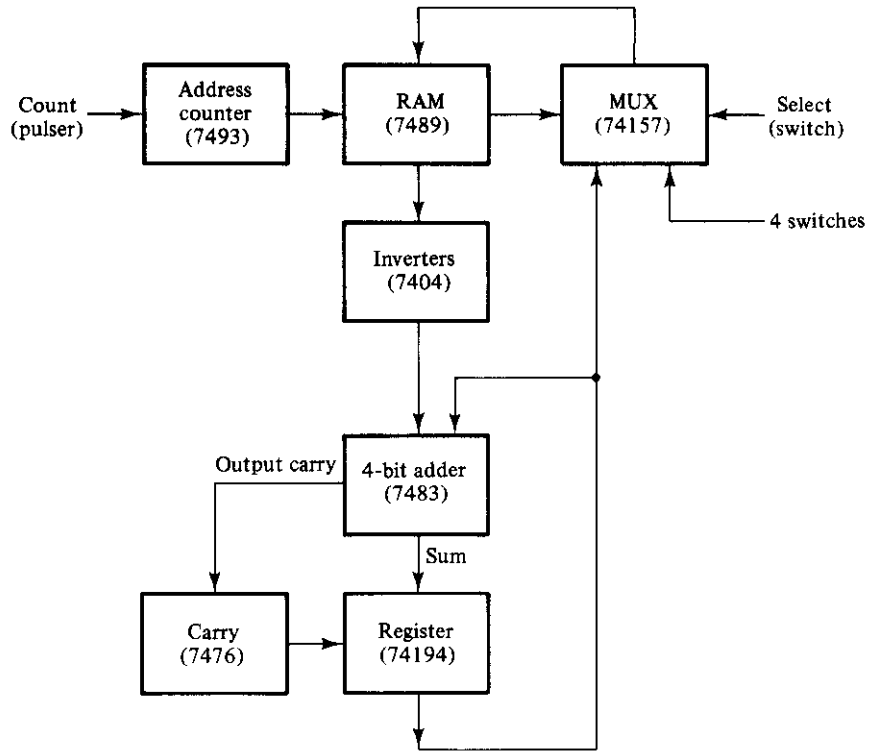 Count
(pulser)
Address
counter
(7493)
RAM
(7489)
MUX
(74157)
Select
(switch)
4 switches
Inverters
(7404)
Output carry
4-bit adder
(7483)
Sum
Carry
(7476)
Register
(74194)